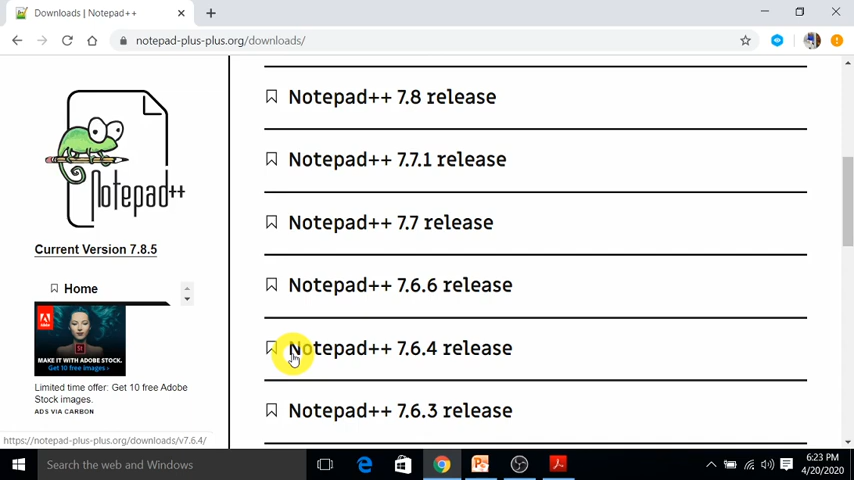 Downloads | Notepad++
notepad-plus-plus.org/downloads/
Notepad++
Current Version 7.8.5
Home
A
St
MAKE IT WITH ADOBE STOCK.
Get 10 free images ›
Limited time offer: Get 10 free Adobe
Stock images.
ADS VIA CARBON
Notepad++ 7.8 release
Notepad++ 7.7.1 release
Notepad++ 7.7 release
Notepad++ 7.6.6 release
Notepad++ 7.6.4 release
Notepad++ 7.6.3 release
https://notepad-plus-plus.org/downloads/v7.6.4/
Search the web and Windows
6:23 PM
4/20/2020